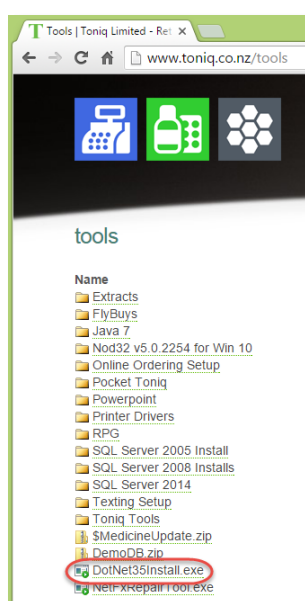 Tools | Toniq Limited - Ret
www.toniq.co.nz/tools
tools
Name
Extracts
FlyBuys
Java 7
Nod32 v5.0.2254 for Win 10
Online Ordering Setup
Pocket Toniq
Powerpoint
Printer Drivers
RPG
SQL Server 2005 Install
SQL Server 2008 Installs
SQL Server 2014
Texting Setup
Toniq Tools
$MedicineUpdate.zip
DemoDB.zip
DotNet35Install.exe
NetFxRepairTool.exe